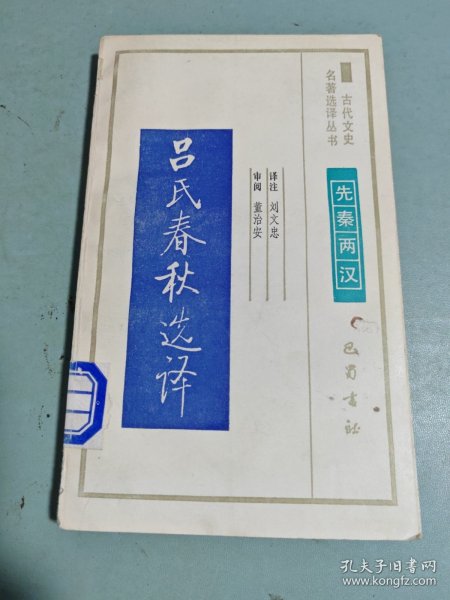 古代文史
名著选译丛书
先秦两汉
巴蜀书社
译注 刘文忠
审阅 董治安
吕氏春秋选译
孔夫子旧书网
www.kongfz.com